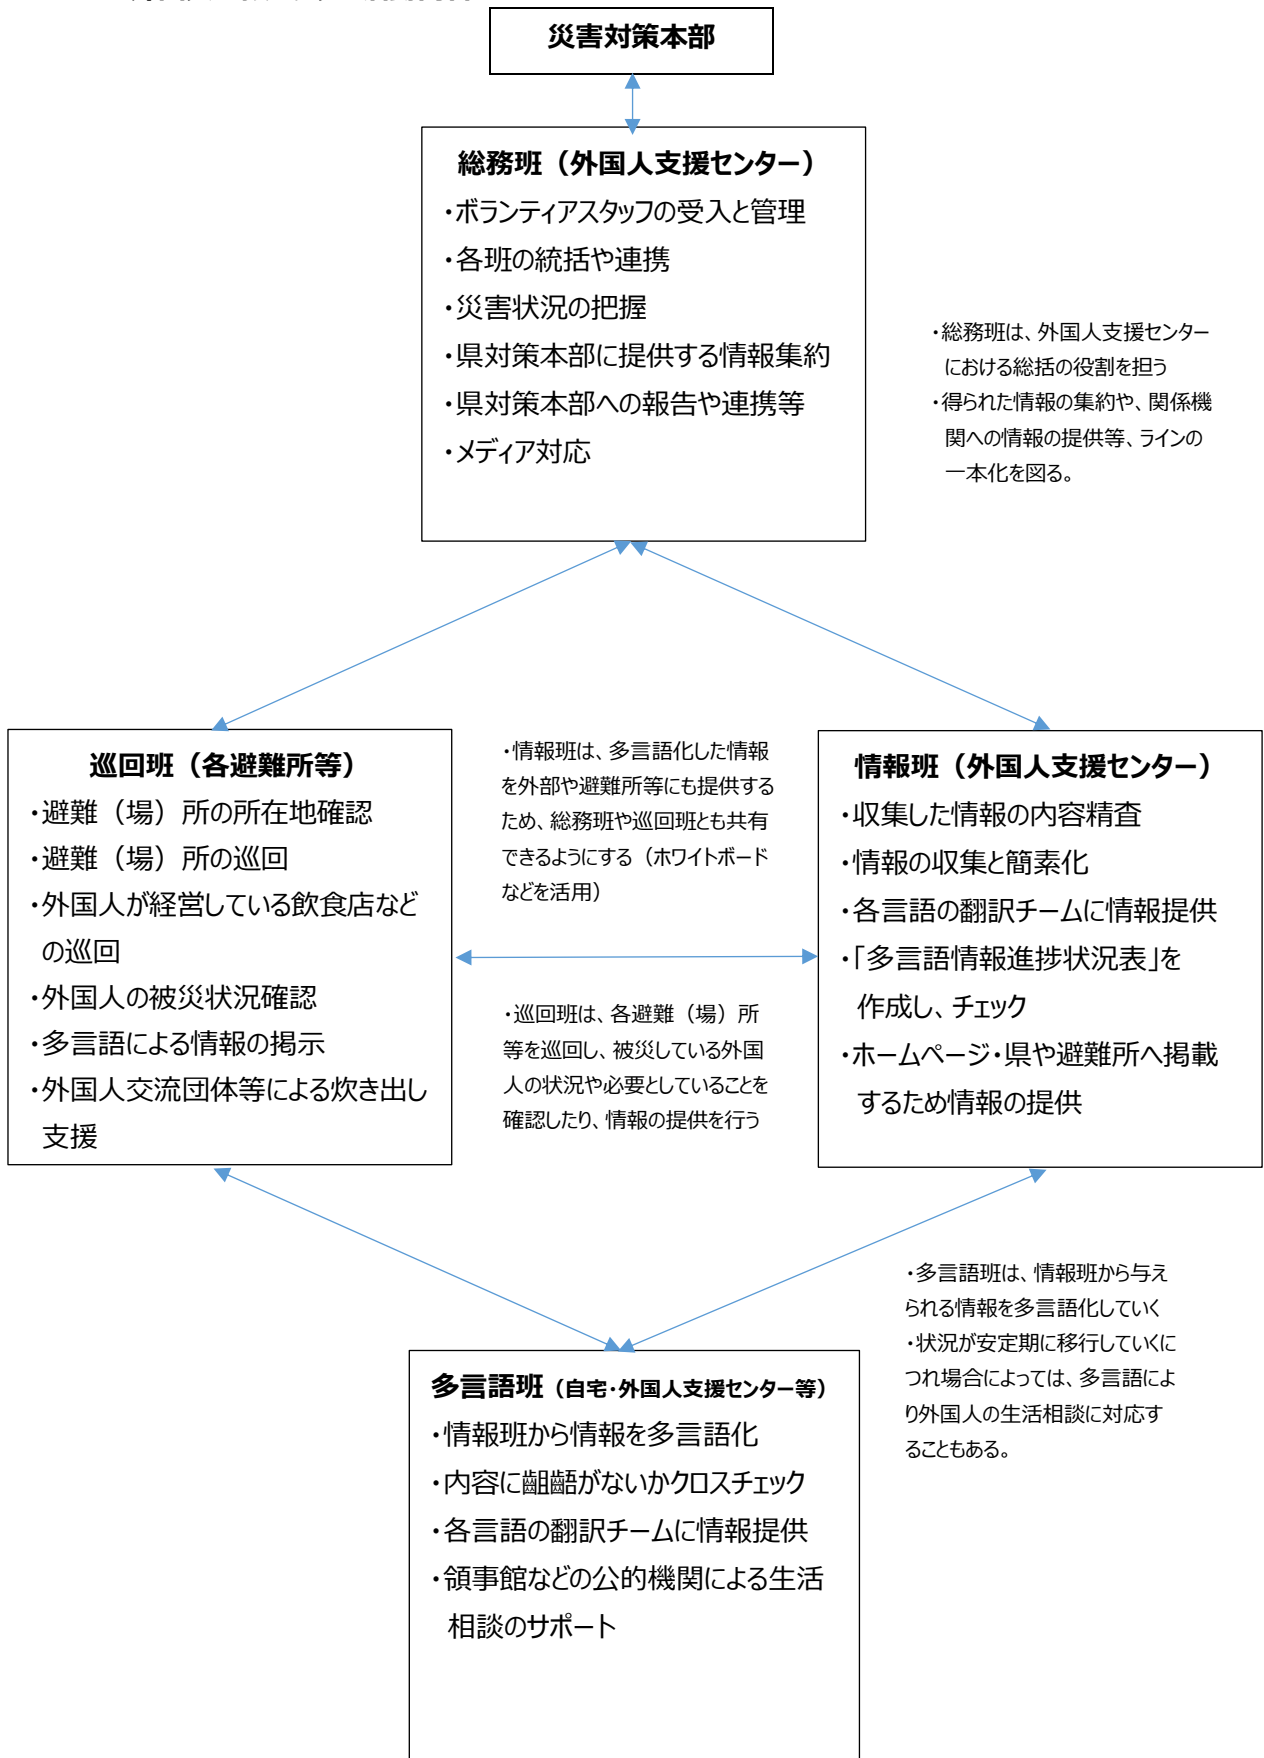 災害対策本部
総務班（外国人支援センター）
・ボランティアスタッフの受入と管理
・各班の統括や連携
・災害状況の把握
・県対策本部に提供する情報集約
・県対策本部への報告や連携等
・メディア対応
・総務班は、外国人支援センター
における総括の役割を担う
・得られた情報の集約や、関係機
関への情報の提供等、ラインの
一本化を図る。
巡回班（各避難所等）
・避難（場）所の所在地確認
・避難（場）所の巡回
・外国人が経営している飲食店など
の巡回
・外国人の被災状況確認
・多言語による情報の掲示
・外国人交流団体等による炊き出し
支援
・情報班は、多言語化した情報
を外部や避難所等にも提供する
ため、総務班や巡回班とも共有
できるようにする（ホワイトボード
などを活用）
・巡回班は、各避難（場）所
等を巡回し、被災している外国
人の状況や必要としていることを
確認したり、情報の提供を行う
情報班（外国人支援センター）
・収集した情報の内容精査
・情報の収集と簡素化
・各言語の翻訳チームに情報提供
・「多言語情報進捗状況表」を
作成し、チェック
・ホームページ・県や避難所へ掲載
するため情報の提供
・多言語班は、情報班から与え
られる情報を多言語化していく
・状況が安定期に移行していくに
つれ場合によっては、多言語によ
り外国人の生活相談に対応す
ることもある。
多言語班（自宅・外国人支援センター等）
・情報班から情報を多言語化
・内容に齟齬がないかクロスチェック
・各言語の翻訳チームに情報提供
・領事館などの公的機関による生活
相談のサポート